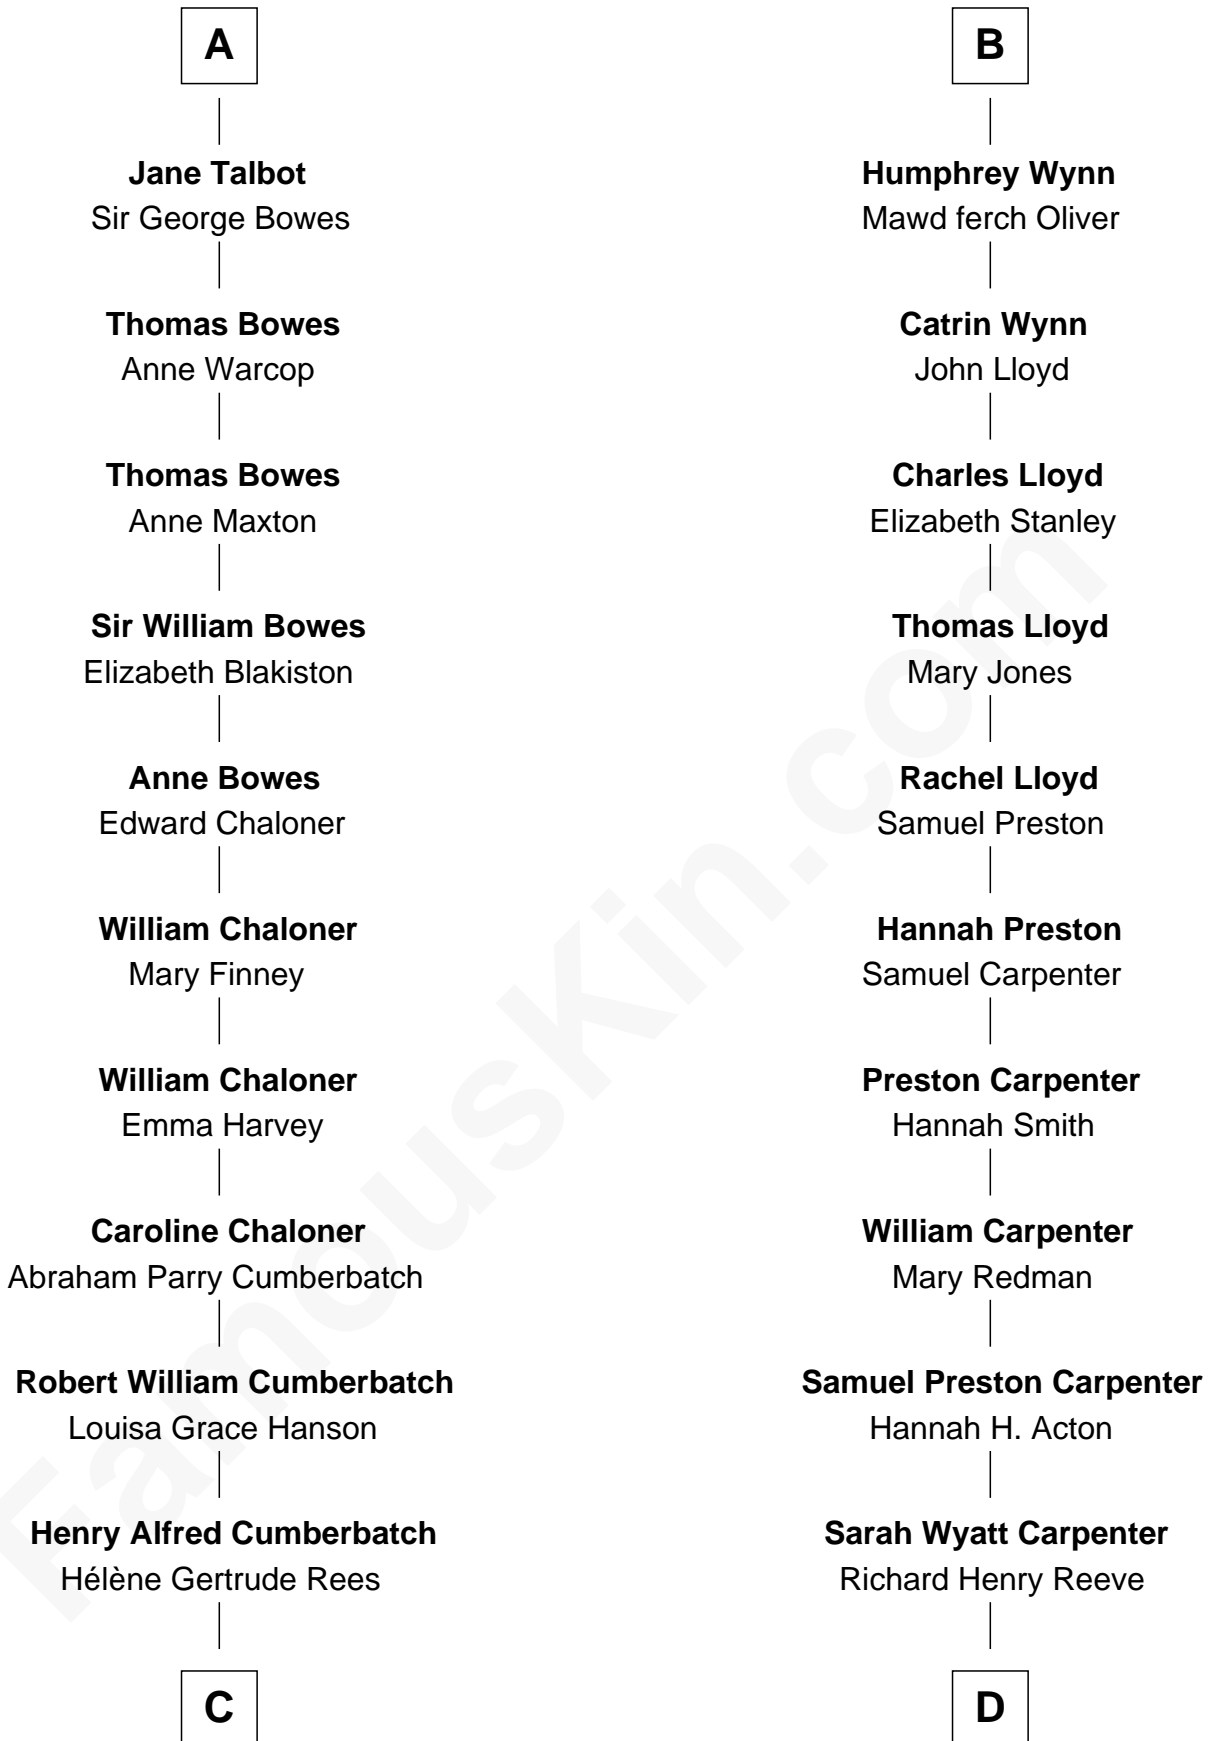 A
Jane Talbot
Sir George Bowes
Thomas Bowes
Anne Warcop
Thomas Bowes
Anne Maxton
Sir William Bowes
Elizabeth Blakiston
Anne Bowes
Edward Chaloner
William Chaloner
Mary Finney
William Chaloner
Emma Harvey
Caroline Chaloner
Abraham Parry Cumberbatch
Robert William Cumberbatch
Louisa Grace Hanson
Henry Alfred Cumberbatch
Hélène Gertrude Rees
C
B
Humphrey Wynn
Mawd ferch Oliver
Catrin Wynn
John Lloyd
Charles Lloyd
Elizabeth Stanley
Thomas Lloyd
Mary Jones
Rachel Lloyd
Samuel Preston
Hannah Preston
Samuel Carpenter
Preston Carpenter
Hannah Smith
William Carpenter
Mary Redman
Samuel Preston Carpenter
Hannah H. Acton
Sarah Wyatt Carpenter
Richard Henry Reeve
D
FamousKin.com